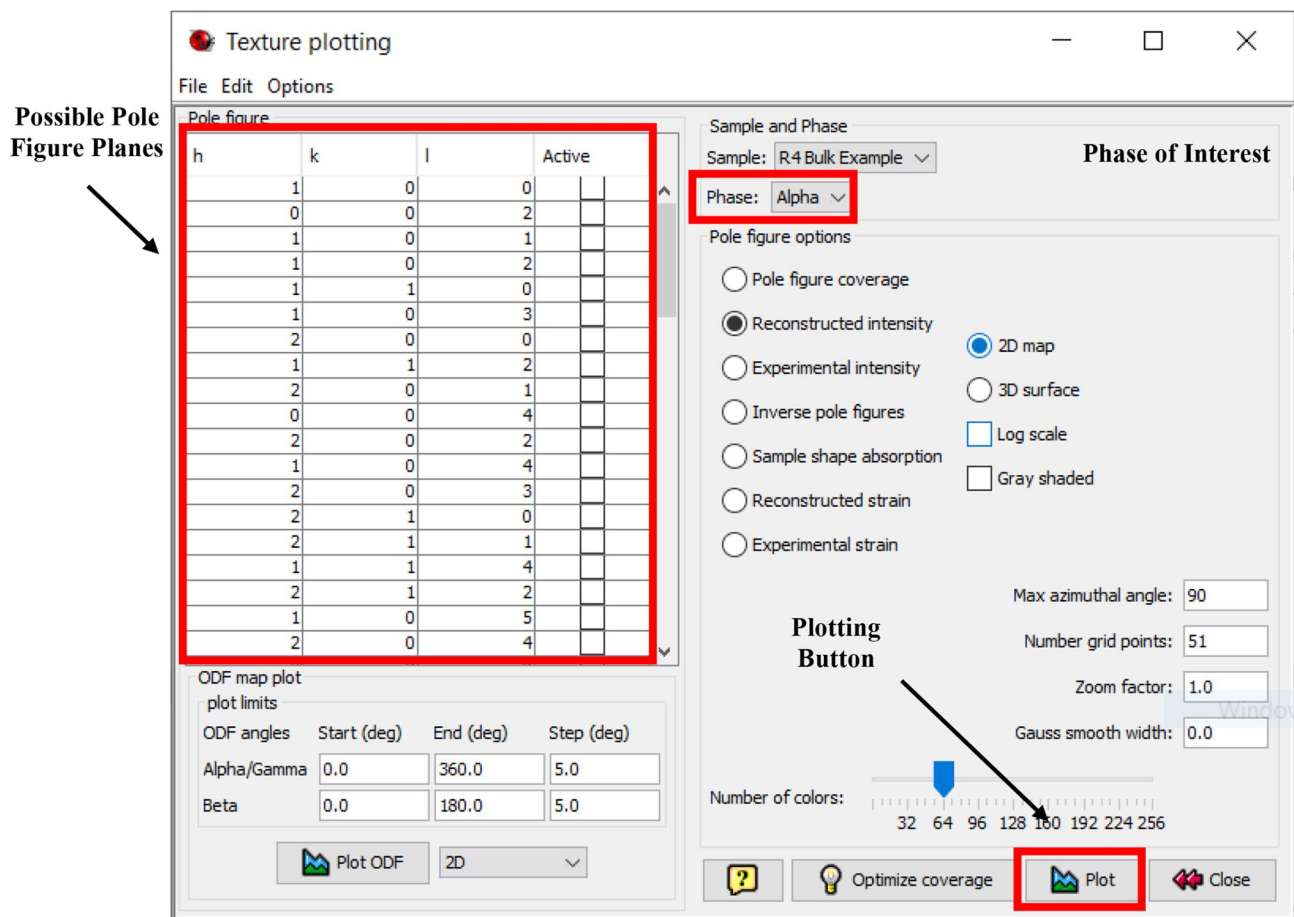 Texture plotting
File Edit Options
Possible Pole
Figure Planes
Pole figure
h k l Active
1 0 0
0 0 2
1 0 1
1 0 2
1 1 0
1 0 3
2 0 0
1 1 2
2 0 1
0 0 4
2 0 2
1 0 4
2 0 3
2 1 0
2 1 1
1 1 4
2 1 2
1 0 5
2 0 4
ODF map plot
plot limits
ODF angles Start (deg) End (deg) Step (deg)
Alpha/Gamma 0.0 360.0 5.0
Beta 0.0 180.0 5.0
Plot ODF 2D
Sample and Phase
Sample: R4 Bulk Example
Phase of Interest
Phase: Alpha
Pole figure options
Pole figure coverage
Reconstructed intensity
Experimental intensity
Inverse pole figures
Sample shape absorption
Reconstructed strain
Experimental strain
2D map
3D surface
Log scale
Gray shaded
Max azimuthal angle: 90
Number grid points: 51
Zoom factor: 1.0
Gauss smooth width: 0.0
Plotting
Button
Number of colors:
32 64 96 128 160 192 224 256
? Optimize coverage Plot Close